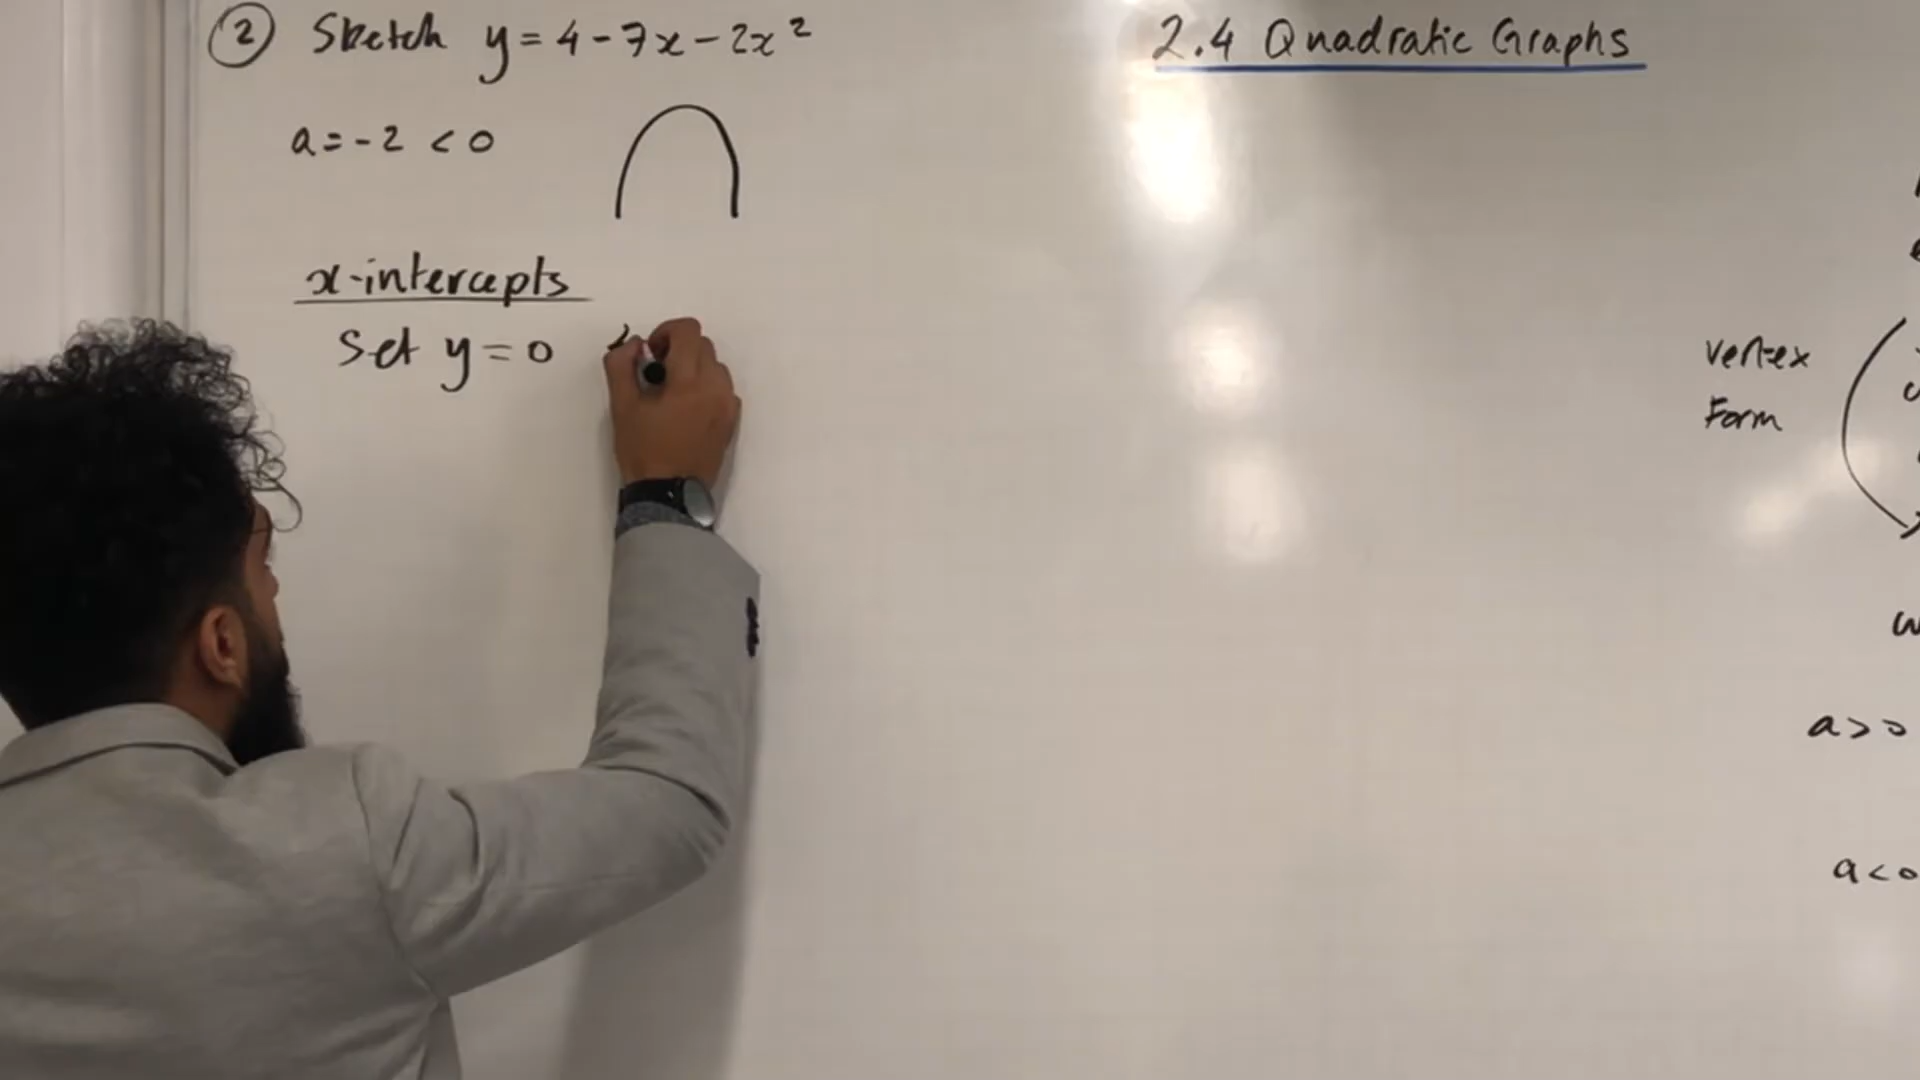 ② Sketch y = 4 - 7x - 2x²
a = -2 < 0
x-intercepts
Set y = 0
2.4 Quadratic Graphs
Vertex
Form
a > 0
a < 0